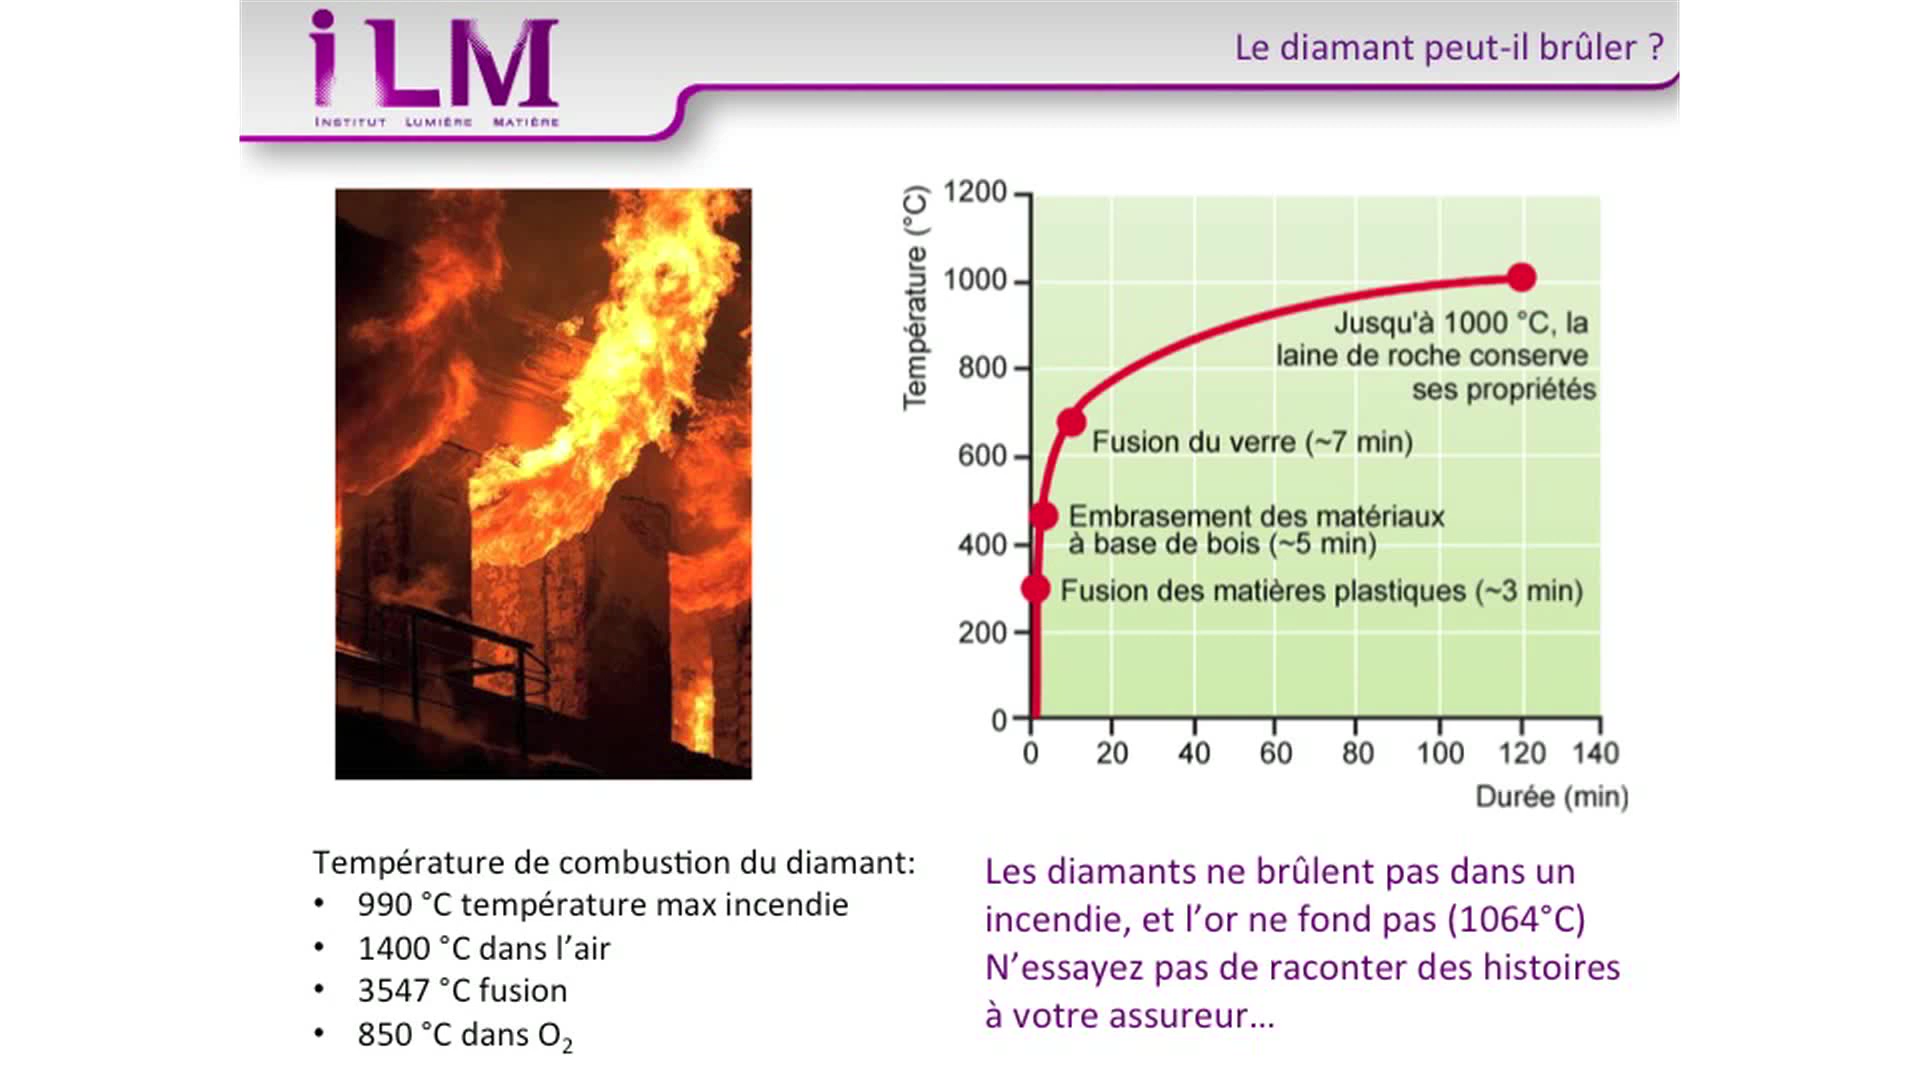 iLM
INSTITUT LUMIÈRE MATIÈRE
Le diamant peut-il brûler ?
Température (°C)
1200
1000
800
600
400
200
0
Jusqu'à 1000 °C, la
laine de roche conserve
ses propriétés
Fusion du verre (~7 min)
Embrasement des matériaux
à base de bois (~5 min)
Fusion des matières plastiques (~3 min)
0 20 40 60 80 100 120 140
Durée (min)
Température de combustion du diamant:
• 990 °C température max incendie
• 1400 °C dans l’air
• 3547 °C fusion
• 850 °C dans O2
Les diamants ne brûlent pas dans un
incendie, et l’or ne fond pas (1064°C)
N’essayez pas de raconter des histoires
à votre assureur…